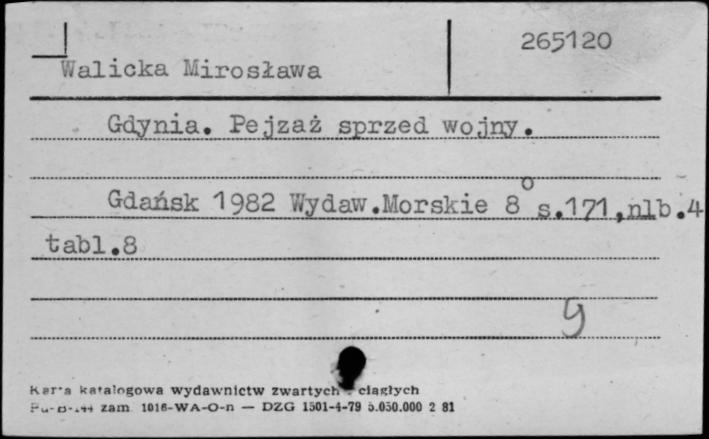 265120
Walicka Mirosława
Gdynia. Pejzaż sprzed wojny.
Gdańsk 1982 Wydaw.Morskie 8° s.171,nlb.4
tabl.8
9
Karta katalogowa wydawnictw zwartych ciągłych
zam. 1016-WA-O-n — DZG 1501-4-79 5.050.000 2 81